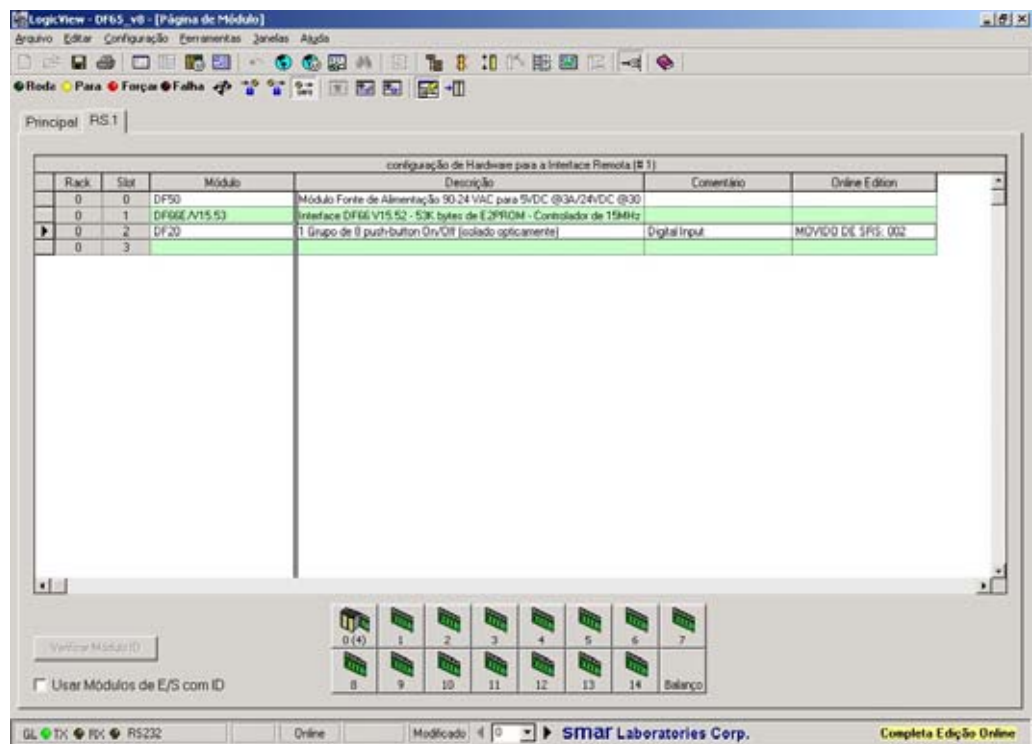 LogicView - DF65_v8 - [Página de Módulo]
Arquivo Editar Configuração Ferramentas Janelas Ajuda
Roda Para Forçar Falha
Principal RS.1
configuração de Hardware para a Interface Remota (# 1)
Rack Slot Módulo Descrição Comentário Online Edition
0 0 DF50 Módulo Fonte de Alimentação 90-24 VAC para 5VDC @3A/24VDC @30
0 1 DF66E/V15.53 Interface DF66 V15.52 - 53K bytes de E2PROM - Controlador de 15MHz
0 2 DF20 1 Grupo de 8 push-button On/Off (isolado opticamente) Digital Input MOVIDO DE SRS: 002
0 3
0 (4) 1 2 3 4 5 6 7
Verificar Módulo ID
8 9 10 11 12 13 14 Balanço
Usar Módulos de E/S com ID
GL TX RX RS232 Online Modificado 0 smar Laboratories Corp. Completa Edição Online